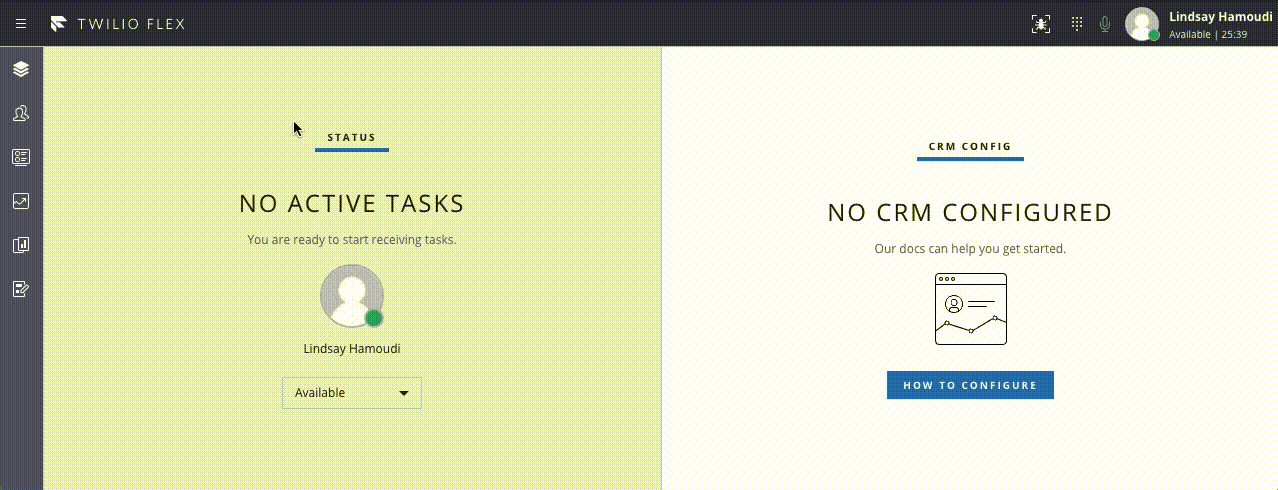 TWILIO FLEX
Lindsay Hamoudi
Available | 25:39
STATUS
NO ACTIVE TASKS
You are ready to start receiving tasks.
Lindsay Hamoudi
Available
CRM CONFIG
NO CRM CONFIGURED
Our docs can help you get started.
HOW TO CONFIGURE